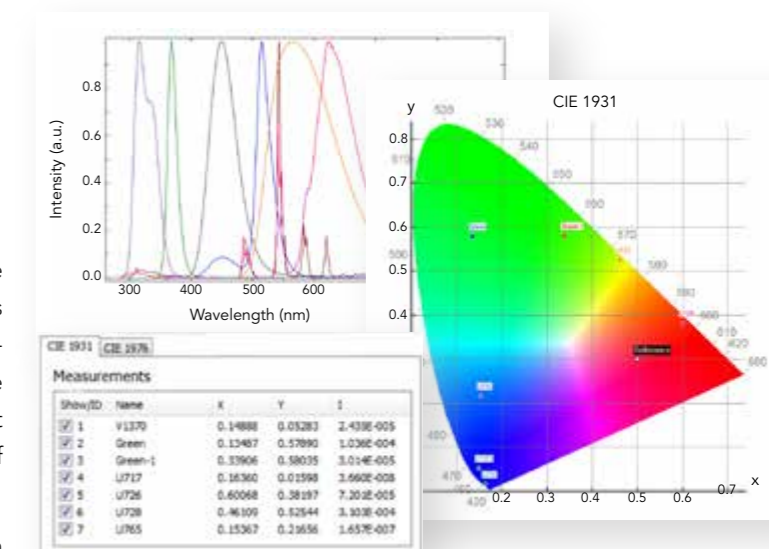 Intensity (a.u.)
0.8
0.6
0.4
0.2
0.0
300 400 500 600
Wavelength (nm)
CIE 1931
y
0.8
0.7
0.6
0.5
0.4
0.2 0.3 0.4 0.5 0.6 0.7
x
520
530
540
550
570
580
610
620
680
500
480
470
420
CIE 1931 CIE 1976
Measurements
Show/ID Name X Y I
1 V1370 0.14888 0.05283 2.439E-005
2 Green 0.13487 0.57890 1.036E-004
3 Green-1 0.33906 0.58035 3.014E-005
4 U717 0.16360 0.01598 3.660E-008
5 U726 0.60068 0.38197 7.202E-005
6 U728 0.46109 0.52544 3.103E-004
7 U765 0.15367 0.21656 1.657E-007